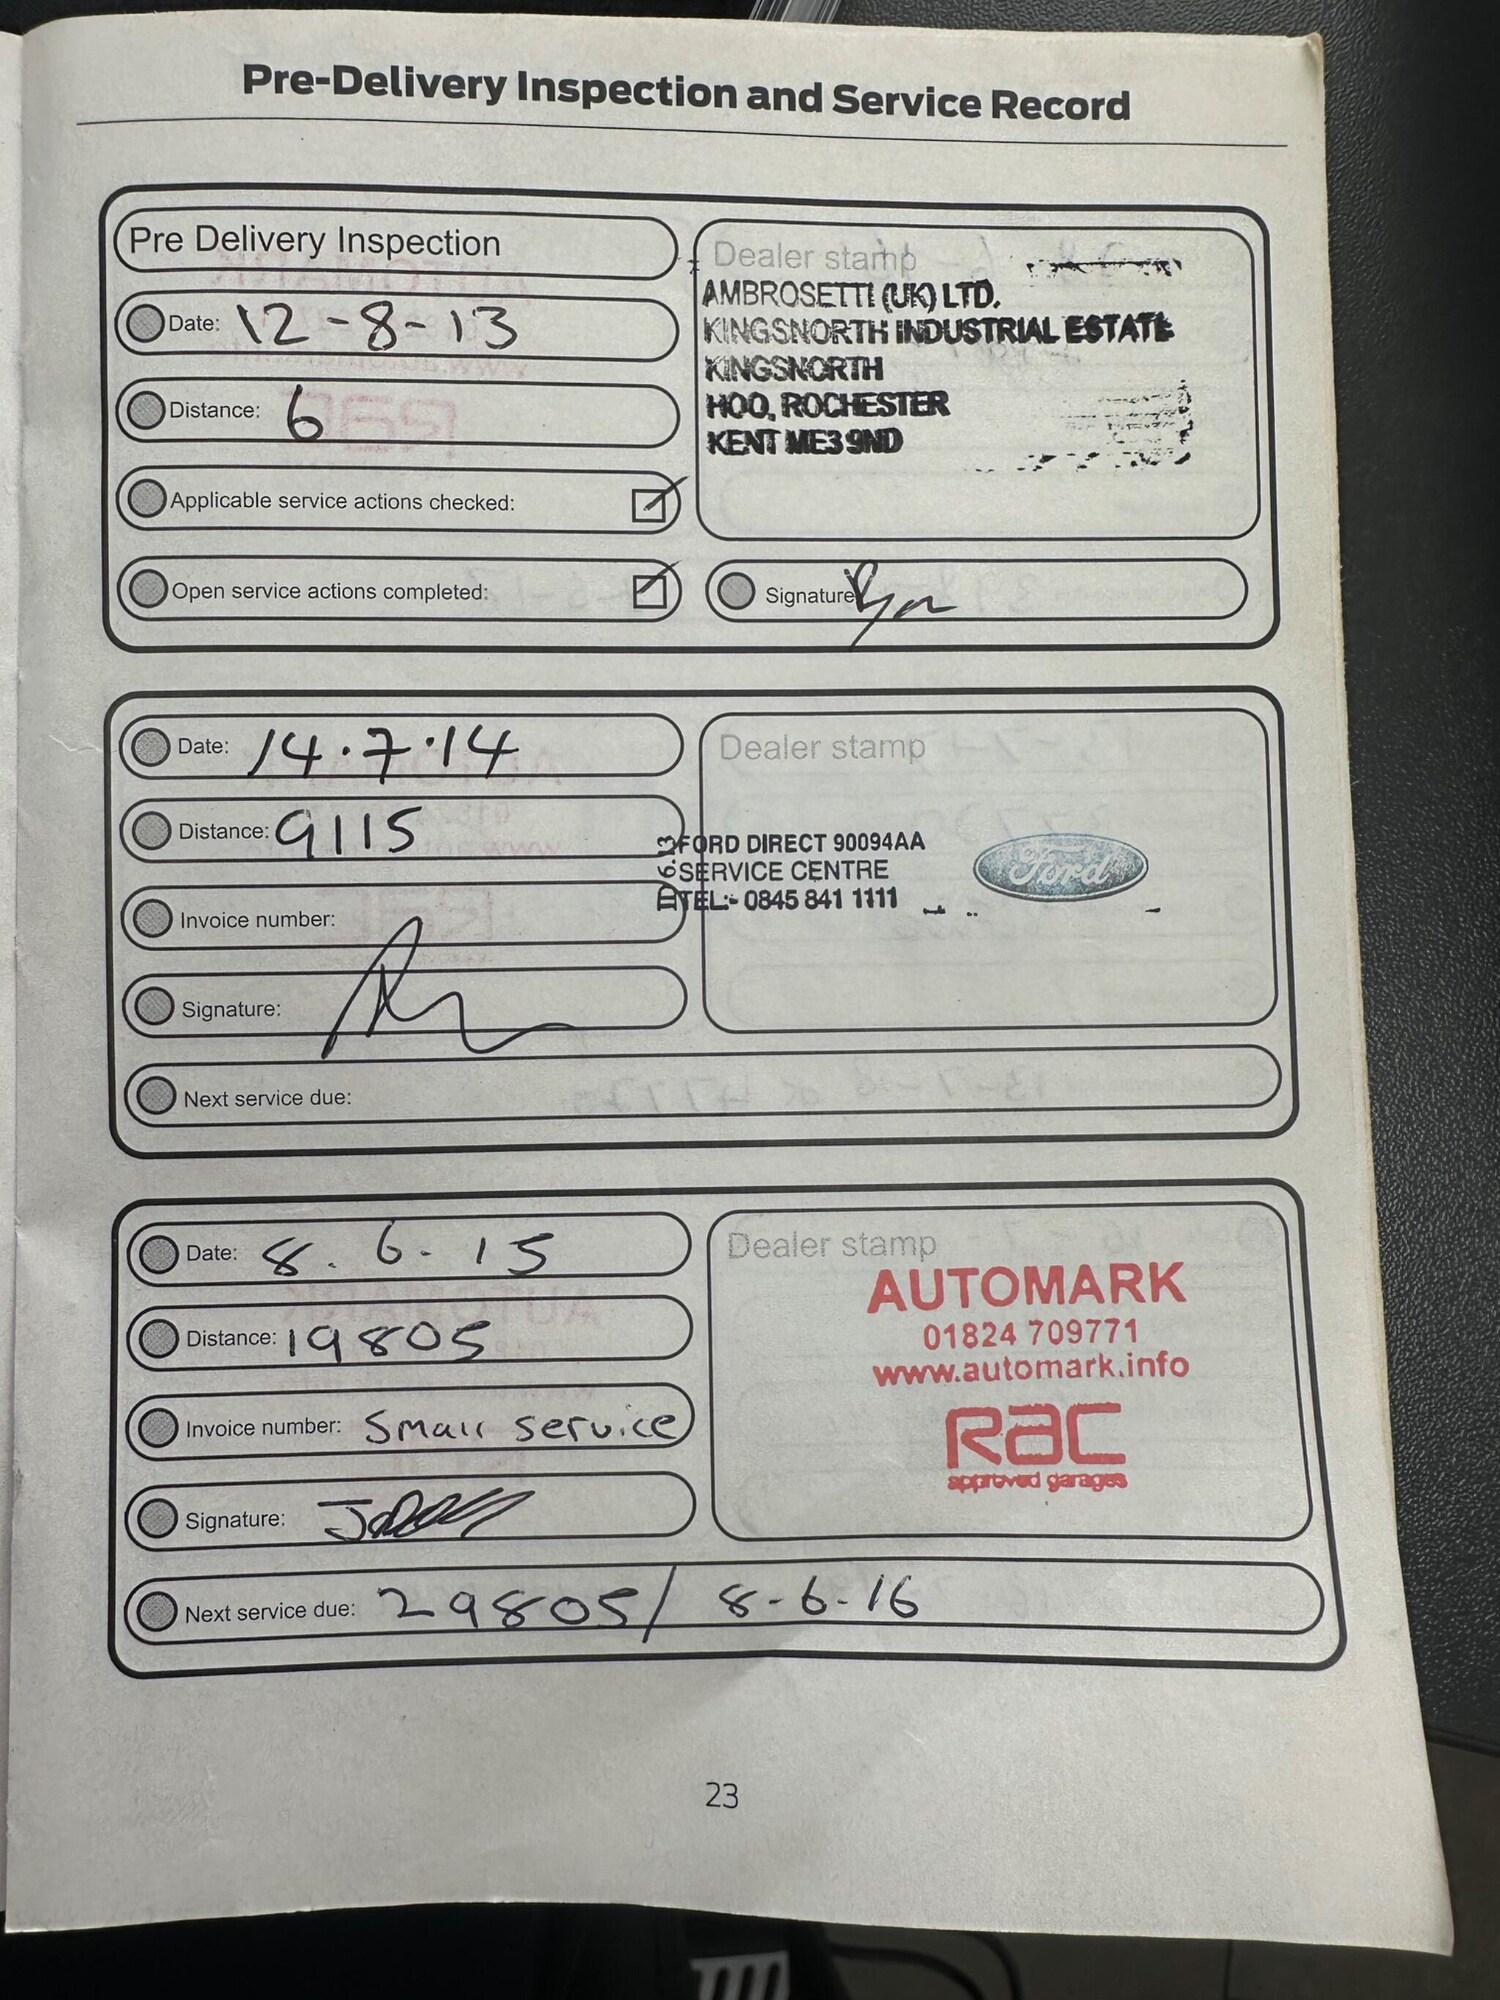 Pre-Delivery Inspection and Service Record
Pre Delivery Inspection
Date: 12-8-13
Distance: 6
Applicable service actions checked:
Open service actions completed:
Dealer stamp
AMBROSETTI (UK) LTD.
KINGSNORTH INDUSTRIAL ESTATE
KINGSNORTH
HOO, ROCHESTER
KENT ME3 9ND
Signature
Date: 14.7.14
Distance: 9115
Invoice number:
Signature:
Dealer stamp
FORD DIRECT 90094AA
SERVICE CENTRE
TEL:- 0845 841 1111
Ford
Next service due:
Date: 8.6.15
Distance: 19805
Invoice number: Small service
Signature:
Dealer stamp
AUTOMARK
01824 709771
www.automark.info
RAC
approved garages
Next service due: 29805/ 8-6-16
23